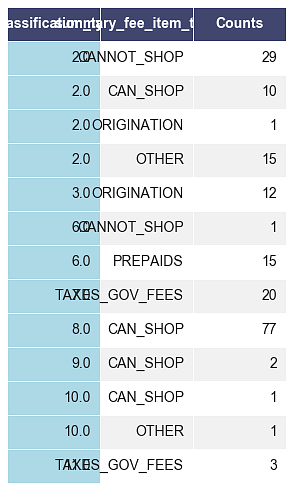 assification summary_fee_item_t Counts
2.0 CANNOT_SHOP 29
2.0 CAN_SHOP 10
2.0 ORIGINATION 1
2.0 OTHER 15
3.0 ORIGINATION 12
6.0 CANNOT_SHOP 1
6.0 PREPAIDS 15
7.0 TAXES_GOV_FEES 20
8.0 CAN_SHOP 77
9.0 CAN_SHOP 2
10.0 CAN_SHOP 1
10.0 OTHER 1
11.0 TAXES_GOV_FEES 3